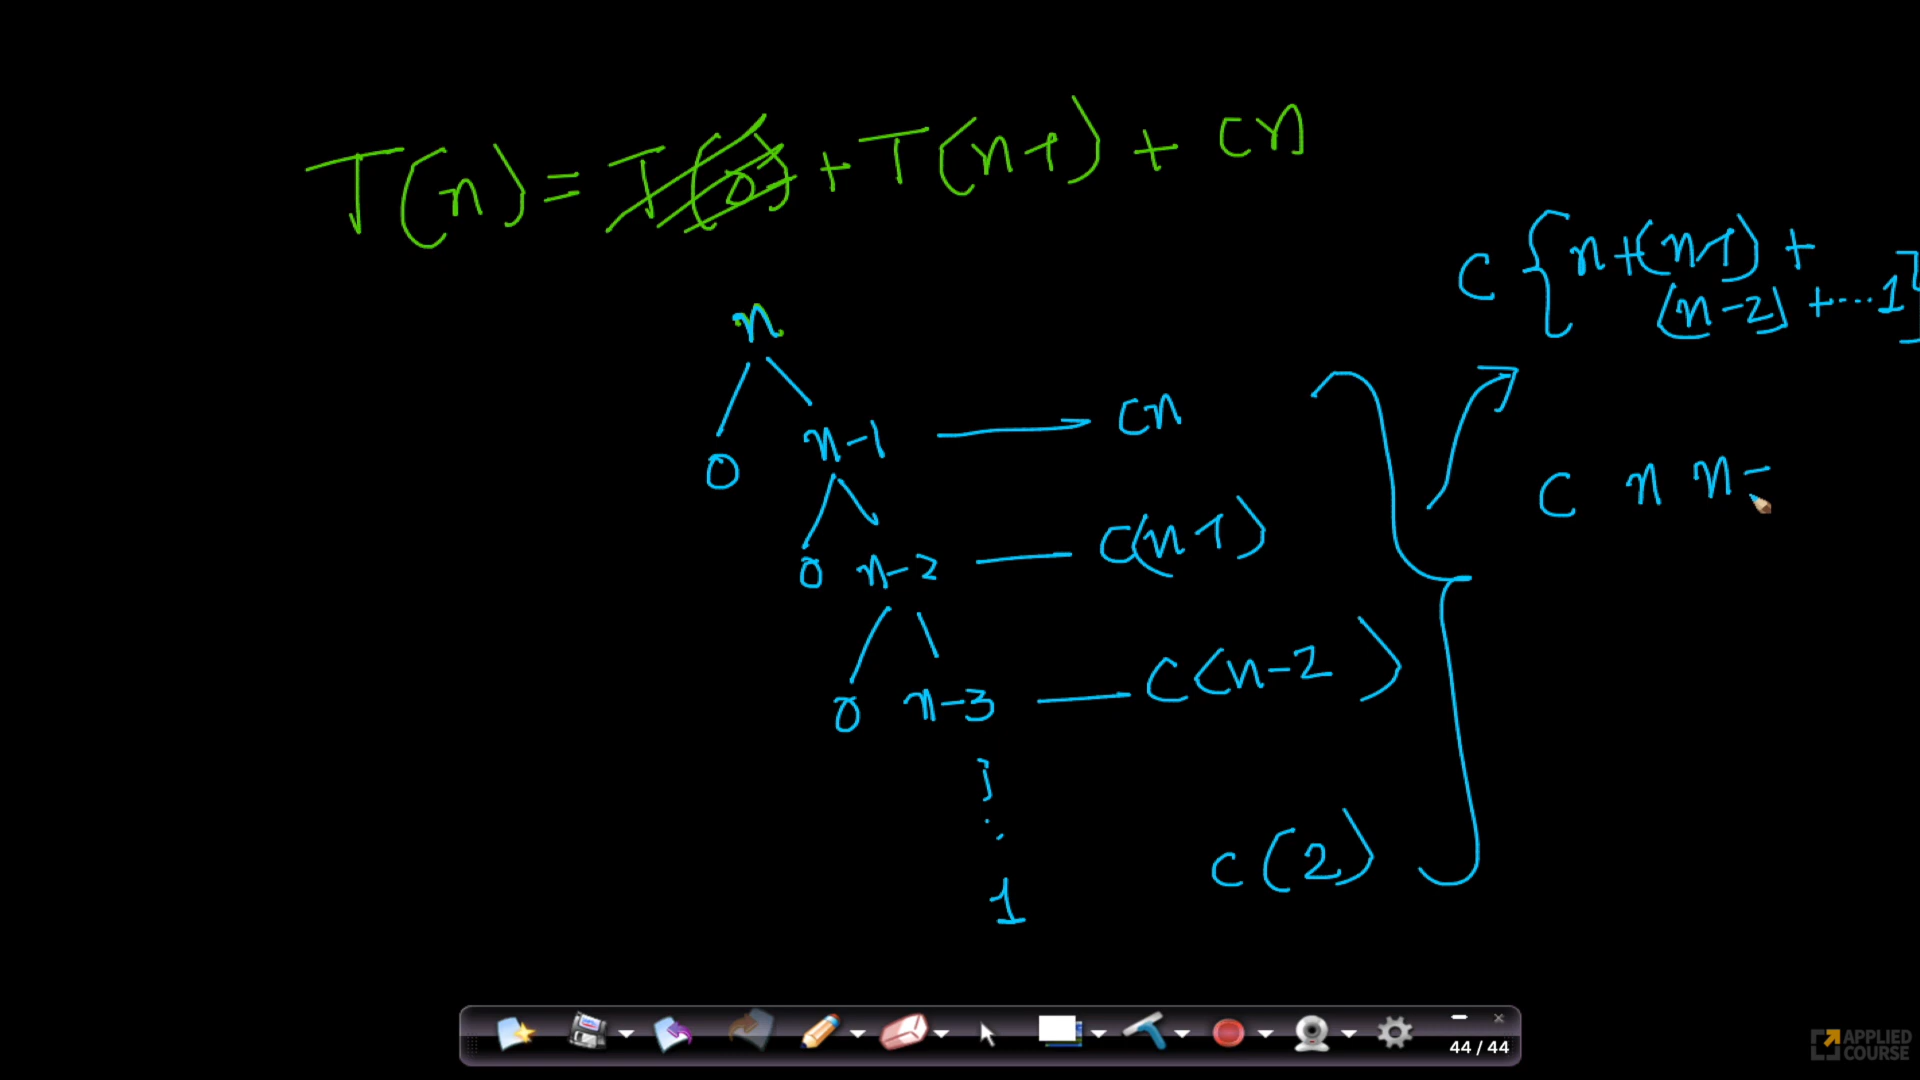 T(n) = T(0) + T(n-1) + cn
C { n+(n-1) +
(n-2) + ... 1 }
n
cn
0 n-1
C n n-
C(n-1)
0 n-2
C(n-2)
0 n-3
c(2)
1
44 / 44
APPLIED
COURSE